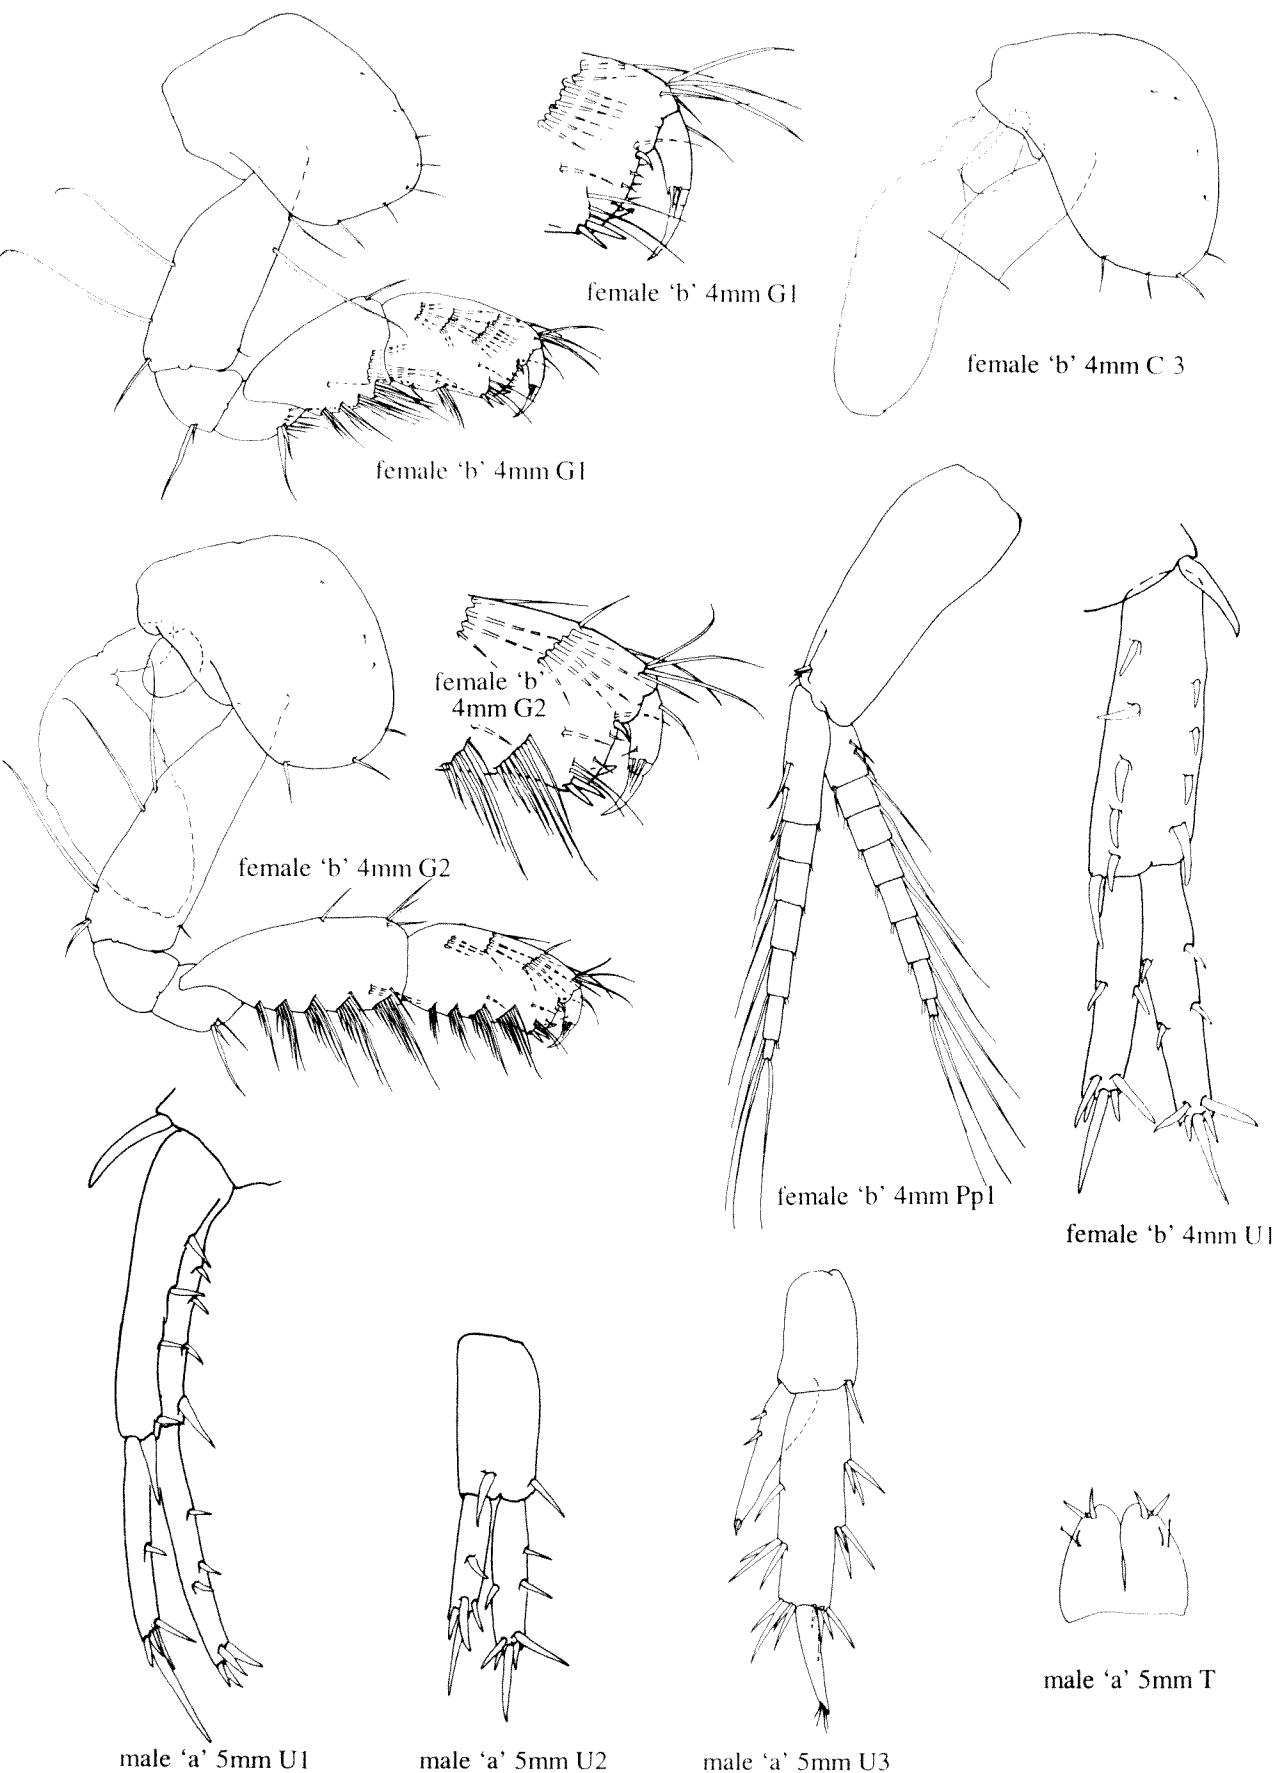 female ‘b’ 4mm G1
female ‘b’ 4mm C 3
female ‘b’ 4mm G1
female ‘b’
4mm G2
female ‘b’ 4mm G2
female ‘b’ 4mm Pp1
female ‘b’ 4mm U1
male ‘a’ 5mm T
male ‘a’ 5mm U1
male ‘a’ 5mm U2
male ‘a’ 5mm U3